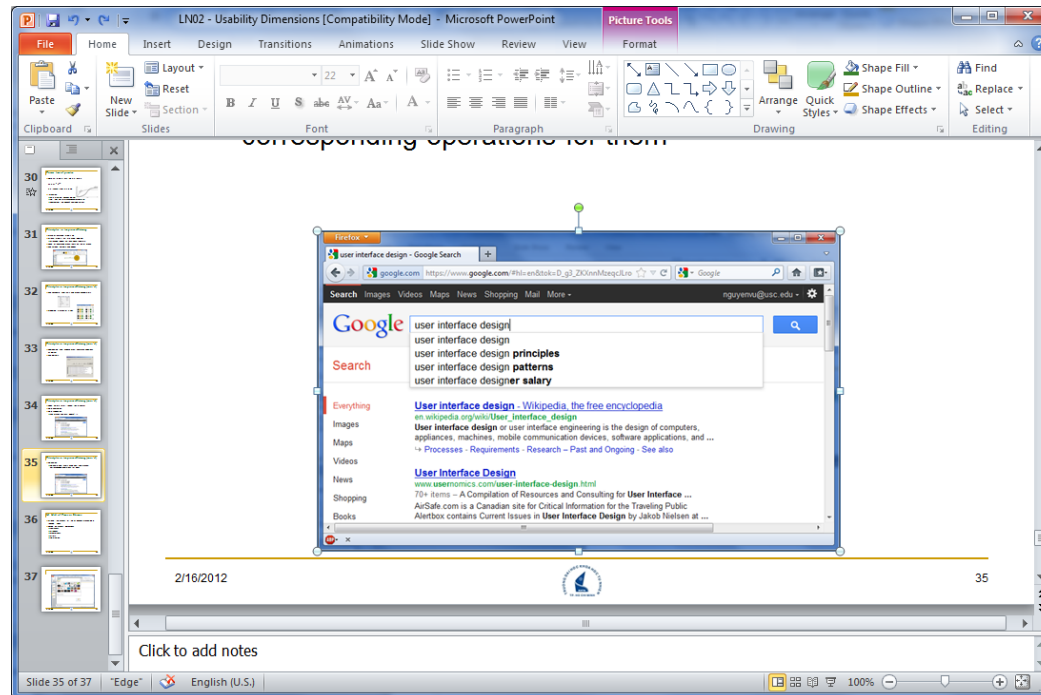 LN02 - Usability Dimensions [Compatibility Mode] - Microsoft PowerPoint
Picture Tools
File Home Insert Design Transitions Animations Slide Show Review View Format
Paste
Clipboard
New Slide
Layout
Reset
Section
Slides
22
Font
Paragraph
Arrange
Quick Styles
Shape Fill
Shape Outline
Shape Effects
Drawing
Find
Replace
Select
Editing
30
31
32
33
34
35
36
37
corresponding operations for them
Firefox
user interface design - Google Search
google.com
Google
Search Images Videos Maps News Shopping Mail More
nguyenvu@usc.edu
Google user interface design
user interface design
user interface design principles
user interface design patterns
user interface designer salary
Search
Everything
Images
Maps
Videos
News
Shopping
Books
User interface design - Wikipedia, the free encyclopedia
en.wikipedia.org/wiki/User_interface_design
User interface design or user interface engineering is the design of computers,
appliances, machines, mobile communication devices, software applications, and ...
Processes - Requirements - Research – Past and Ongoing - See also
User Interface Design
www.usernomics.com/user-interface-design.html
70+ items – A Compilation of Resources and Consulting for User Interface ...
AirSafe.com is a Canadian site for Critical Information for the Traveling Public
Alertbox contains Current Issues in User Interface Design by Jakob Nielsen at ...
2/16/2012
35
Click to add notes
Slide 35 of 37 "Edge" English (U.S.) 100%